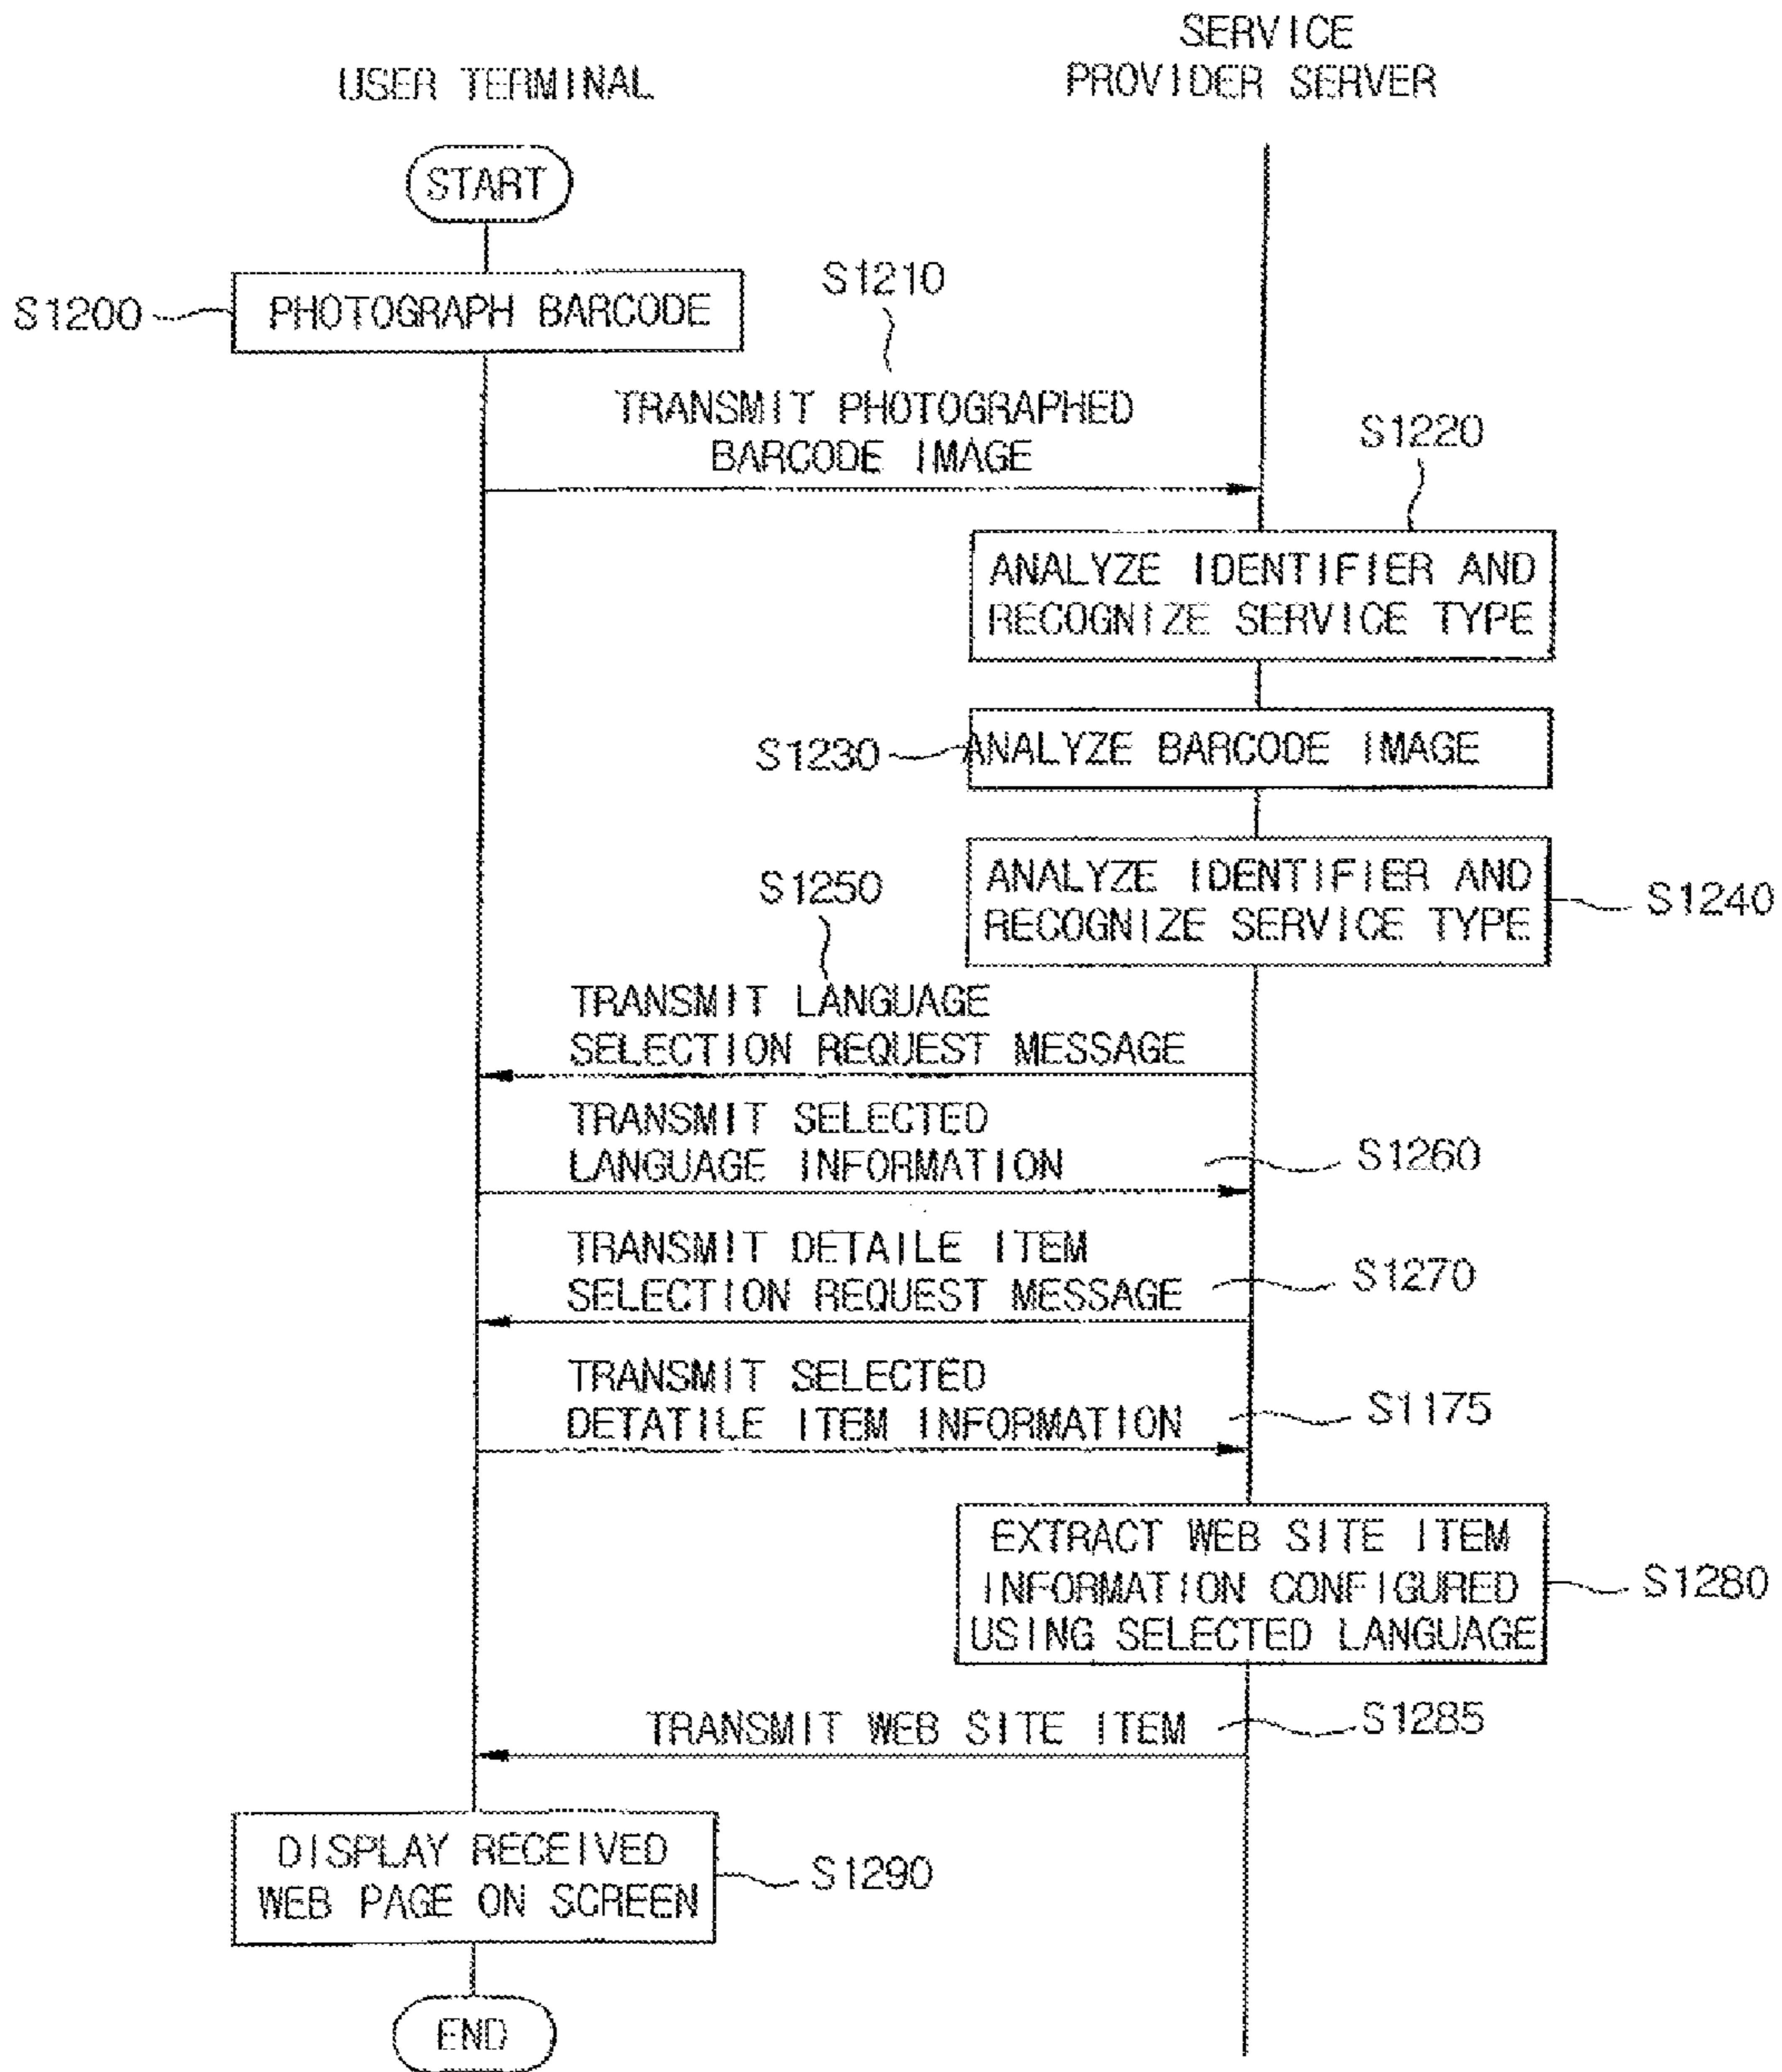 USER TERMINAL
SERVICE
PROVIDER SERVER
START
S1200
PHOTOGRAPH BARCODE
S1210
TRANSMIT PHOTOGRAPHED
BARCODE IMAGE
S1220
ANALYZE IDENTIFIER AND
RECOGNIZE SERVICE TYPE
S1230
ANALYZE BARCODE IMAGE
ANALYZE IDENTIFIER AND
RECOGNIZE SERVICE TYPE
S1240
S1250
TRANSMIT LANGUAGE
SELECTION REQUEST MESSAGE
TRANSMIT SELECTED
LANGUAGE INFORMATION
S1260
TRANSMIT DETAILE ITEM
SELECTION REQUEST MESSAGE
S1270
TRANSMIT SELECTED
DETATILE ITEM INFORMATION
S1175
EXTRACT WEB SITE ITEM
INFORMATION CONFIGURED
USING SELECTED LANGUAGE
S1280
TRANSMIT WEB SITE ITEM
S1285
DISPLAY RECEIVED
WEB PAGE ON SCREEN
S1290
END